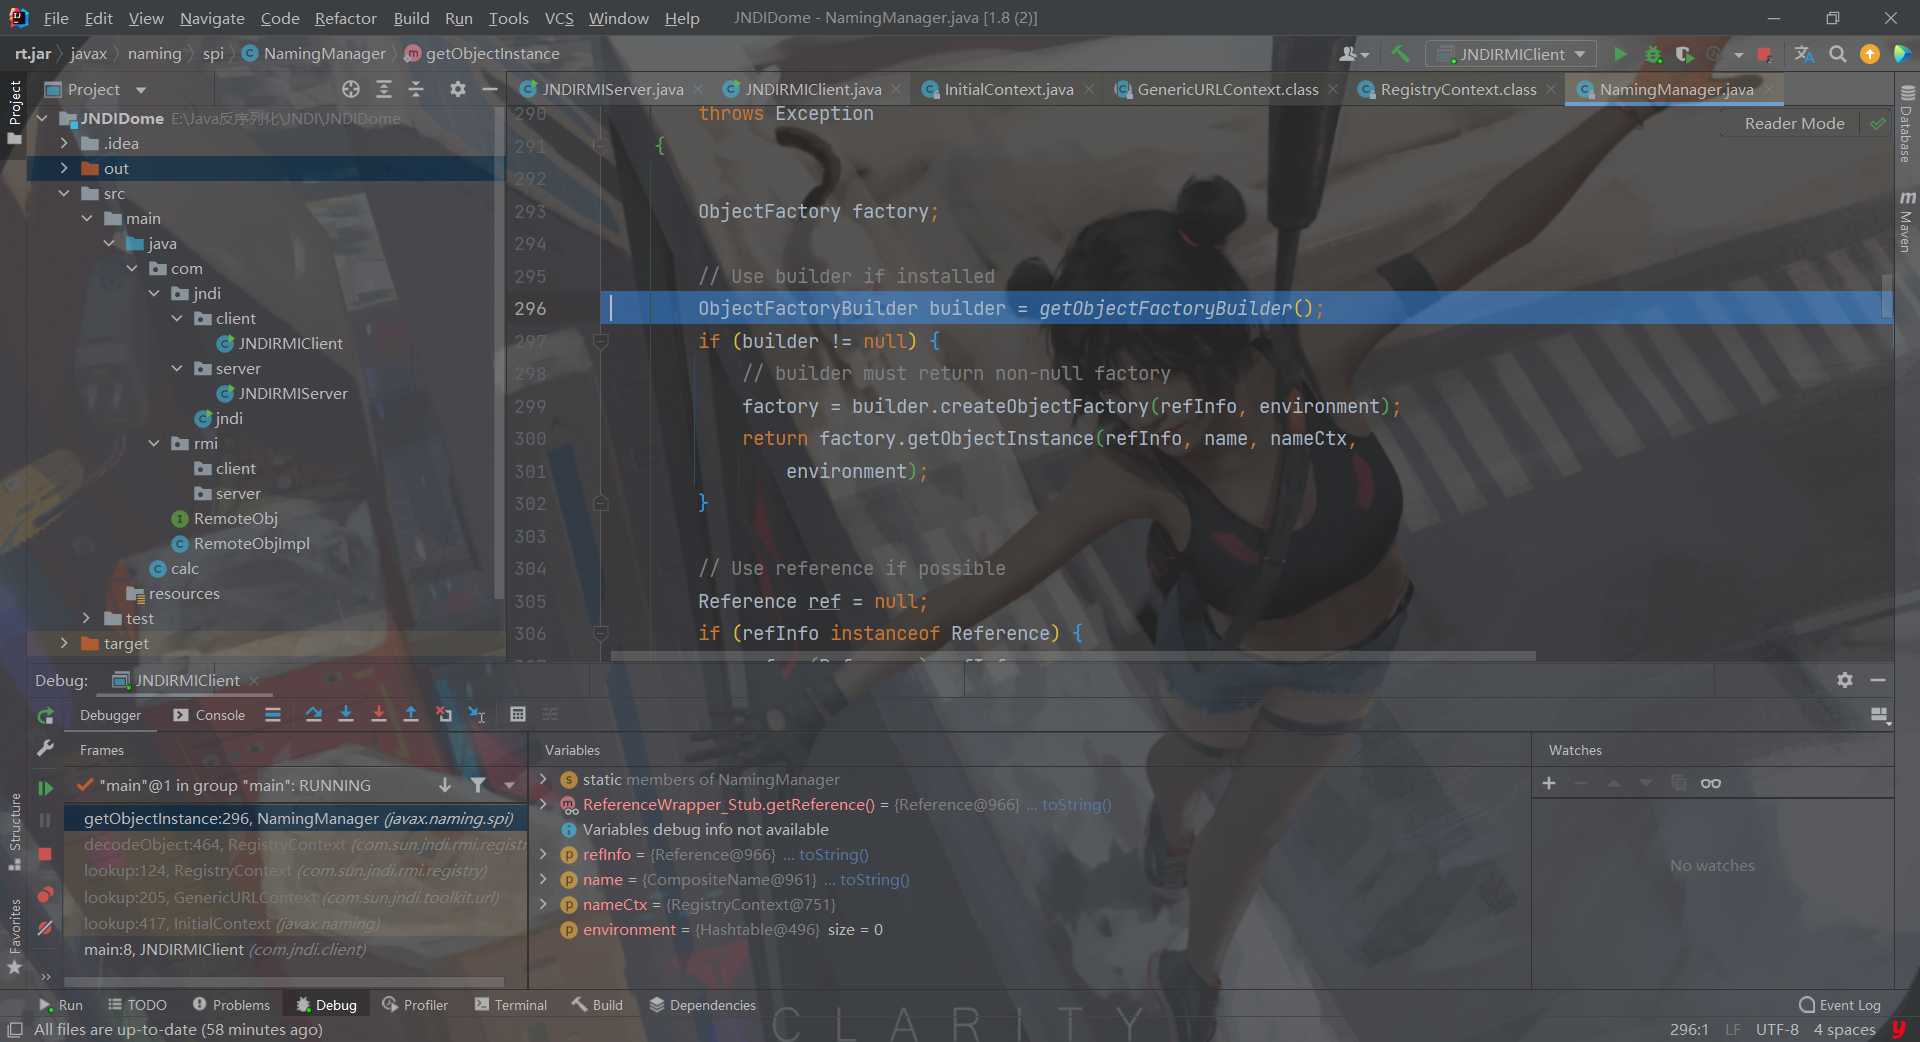 File Edit View Navigate Code Refactor Build Run Tools VCS Window Help JNDIDome - NamingManager.java [1.8 (2)]
rt.jar javax naming spi NamingManager getObjectInstance JNDIRMIClient
Project JNDIRMIServer.java JNDIRMIClient.java InitialContext.java GenericURLContext.class RegistryContext.class NamingManager.java
Project
JNDIDome E:\Java反序列化\JNDI\JNDIDome
.idea
out
src
main
java
com
jndi
client
JNDIRMIClient
server
JNDIRMIServer
jndi
rmi
client
server
RemoteObj
RemoteObjImpl
calc
resources
test
target
Reader Mode
290 throws Exception
291 {
292
293 ObjectFactory factory;
294
295 // Use builder if installed
296 ObjectFactoryBuilder builder = getObjectFactoryBuilder();
297 if (builder != null) {
298 // builder must return non-null factory
299 factory = builder.createObjectFactory(refInfo, environment);
300 return factory.getObjectInstance(refInfo, name, nameCtx,
301 environment);
302 }
303
304 // Use reference if possible
305 Reference ref = null;
306 if (refInfo instanceof Reference) {
Database
Maven
Debug: JNDIRMIClient
Debugger Console
Frames
"main"@1 in group "main": RUNNING
getObjectInstance:296, NamingManager (javax.naming.spi)
decodeObject:464, RegistryContext (com.sun.jndi.rmi.registr
lookup:124, RegistryContext (com.sun.jndi.rmi.registry)
lookup:205, GenericURLContext (com.sun.jndi.toolkit.url)
lookup:417, InitialContext (javax.naming)
main:8, JNDIRMIClient (com.jndi.client)
Variables
static members of NamingManager
ReferenceWrapper_Stub.getReference() = {Reference@966} ... toString()
Variables debug info not available
refInfo = {Reference@966} ... toString()
name = {CompositeName@961} ... toString()
nameCtx = {RegistryContext@751}
environment = {Hashtable@496} size = 0
Watches
No watches
Structure
Favorites
Run TODO Problems Debug Profiler Terminal Build Dependencies Event Log
CLARITY
All files are up-to-date (58 minutes ago) 296:1 LF UTF-8 4 spaces